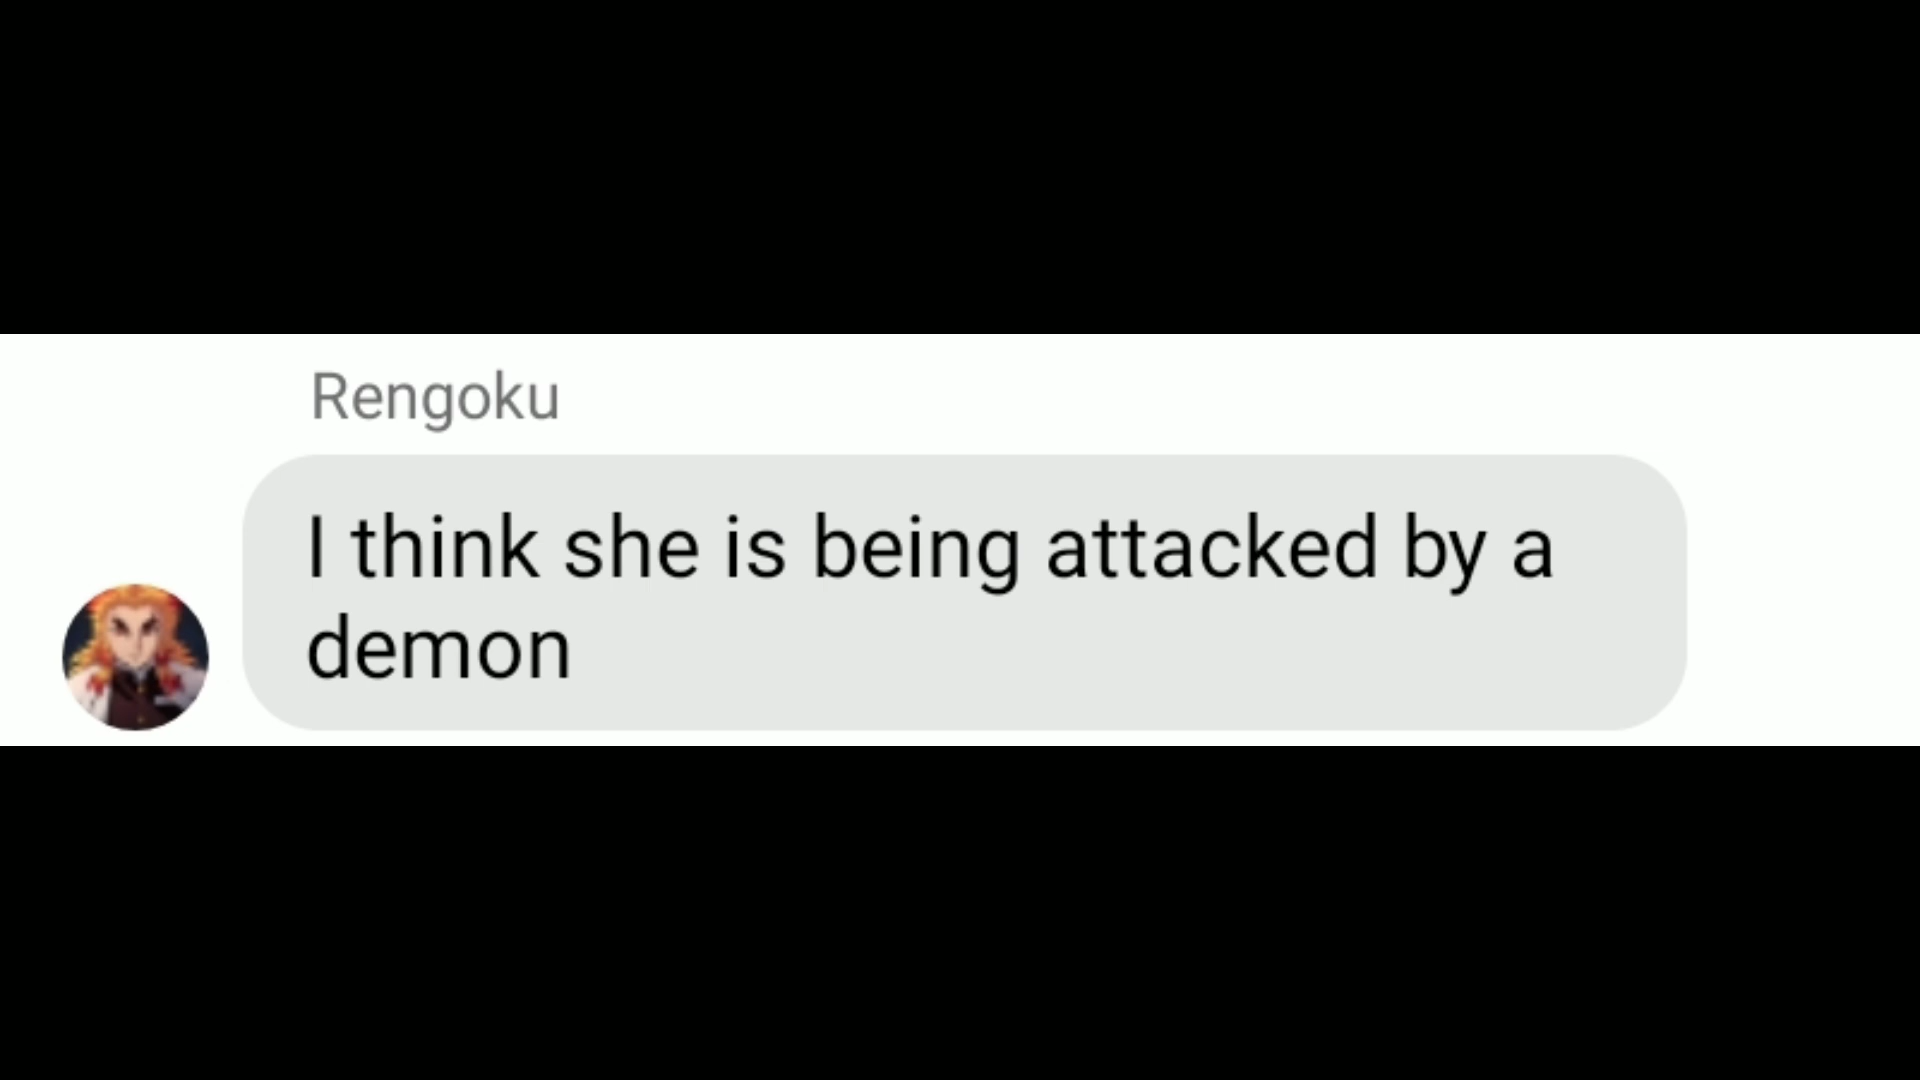 Rengoku
I think she is being attacked by a
demon